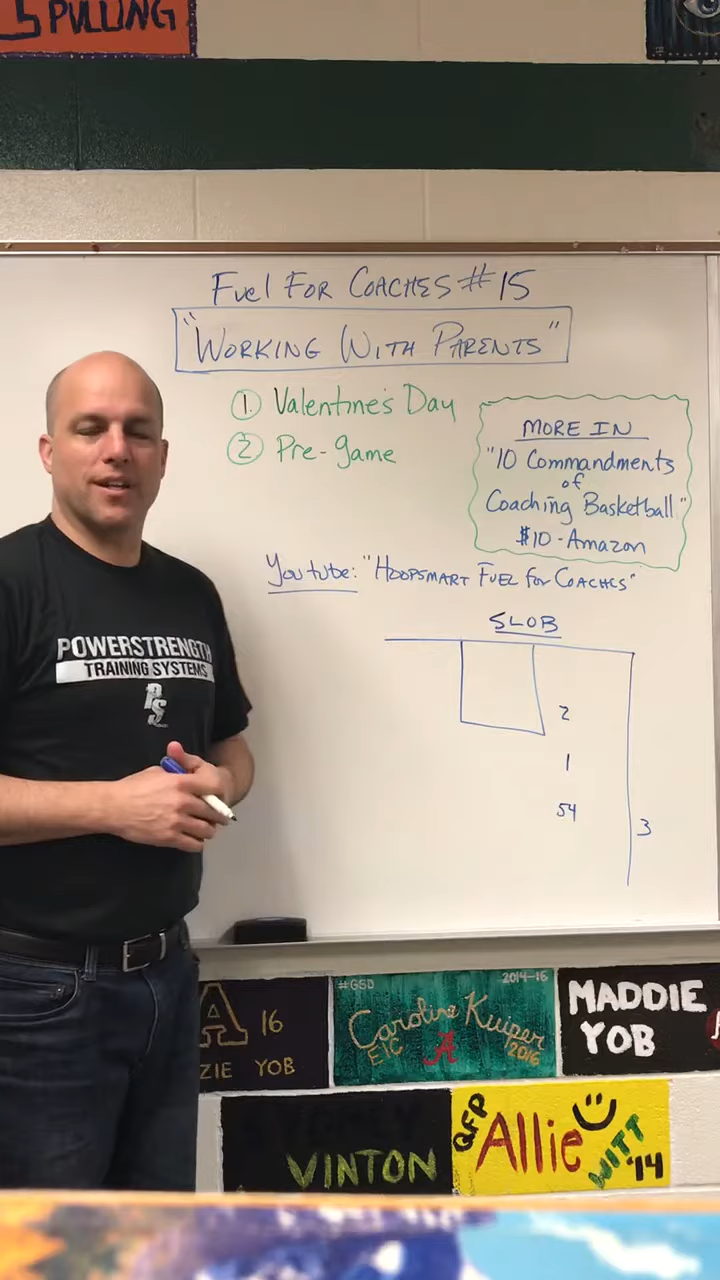 PULLING
FUEL FOR COACHES #15
"WORKING WITH PARENTS"
1 Valentine's Day
2 Pre-game
MORE IN
"10 Commandments
of
Coaching Basketball"
$10 - Amazon
Youtube: "HOOPSMART FUEL for COACHES"
SLOB
2
1
54
3
POWERSTRENGTH
TRAINING SYSTEMS
PS
#GSD
2014-16
A 16
ZIE YOB
Caroline Kuiper
EIC
A
2016
MADDIE
YOB
VINTON
QFP
Allie
WITT
'14